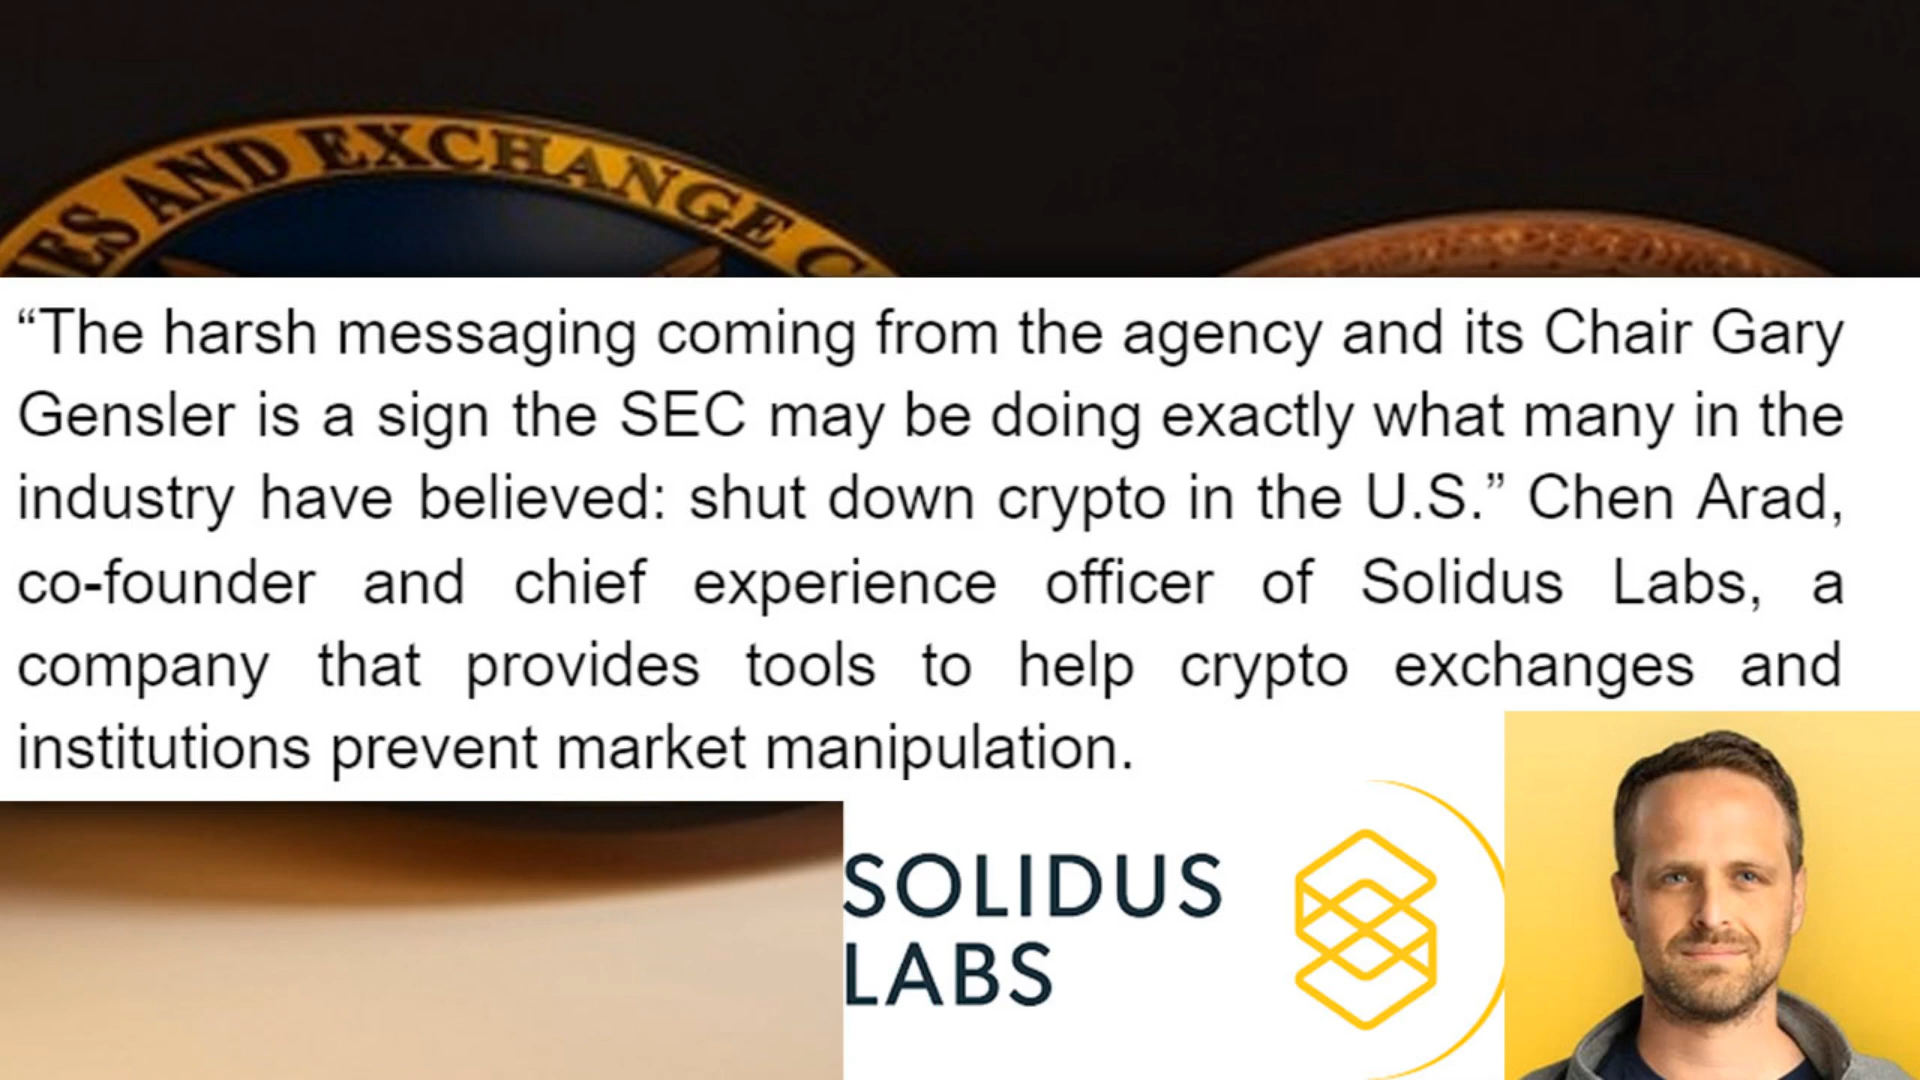 IES AND EXCHANGE C
“The harsh messaging coming from the agency and its Chair Gary
Gensler is a sign the SEC may be doing exactly what many in the
industry have believed: shut down crypto in the U.S.” Chen Arad,
co-founder and chief experience officer of Solidus Labs, a
company that provides tools to help crypto exchanges and
institutions prevent market manipulation.
SOLIDUS
LABS